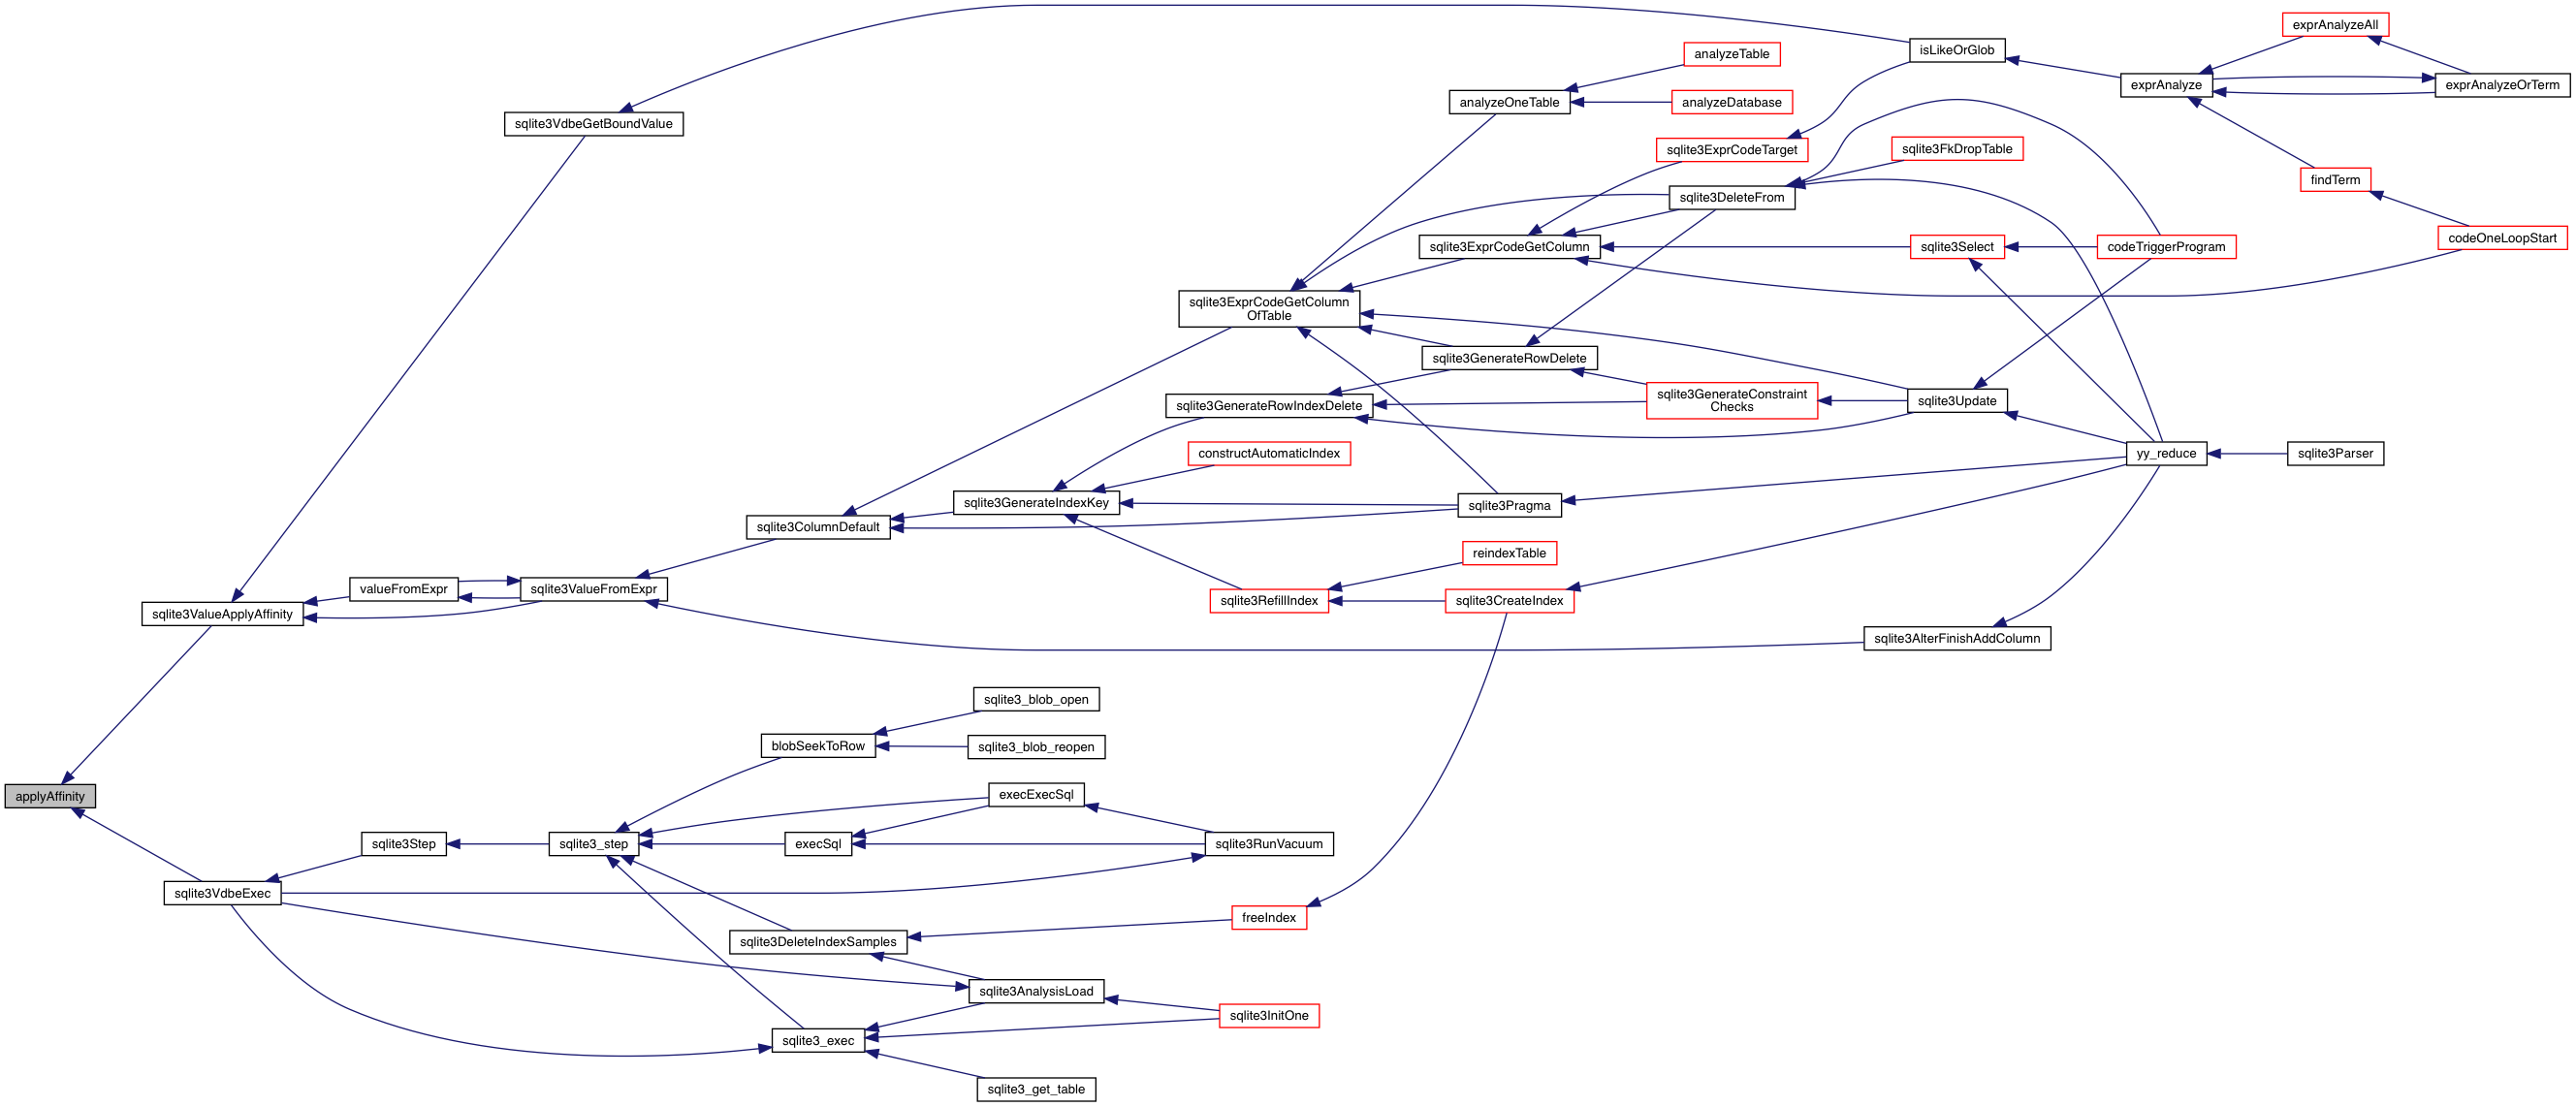 exprAnalyzeAll
isLikeOrGlob
analyzeTable
exprAnalyze
exprAnalyzeOrTerm
analyzeOneTable
analyzeDatabase
sqlite3VdbeGetBoundValue
sqlite3ExprCodeTarget
sqlite3FkDropTable
findTerm
sqlite3DeleteFrom
codeOneLoopStart
sqlite3ExprCodeGetColumn
sqlite3Select
codeTriggerProgram
sqlite3ExprCodeGetColumn
OfTable
sqlite3GenerateRowDelete
sqlite3GenerateConstraint
Checks
sqlite3GenerateRowIndexDelete
sqlite3Update
constructAutomaticIndex
yy_reduce
sqlite3Parser
sqlite3GenerateIndexKey
sqlite3Pragma
sqlite3ColumnDefault
reindexTable
valueFromExpr
sqlite3ValueFromExpr
sqlite3RefillIndex
sqlite3CreateIndex
sqlite3ValueApplyAffinity
sqlite3AlterFinishAddColumn
sqlite3_blob_open
blobSeekToRow
sqlite3_blob_reopen
applyAffinity
execExecSql
sqlite3Step
sqlite3_step
execSql
sqlite3RunVacuum
sqlite3VdbeExec
freeIndex
sqlite3DeleteIndexSamples
sqlite3AnalysisLoad
sqlite3InitOne
sqlite3_exec
sqlite3_get_table